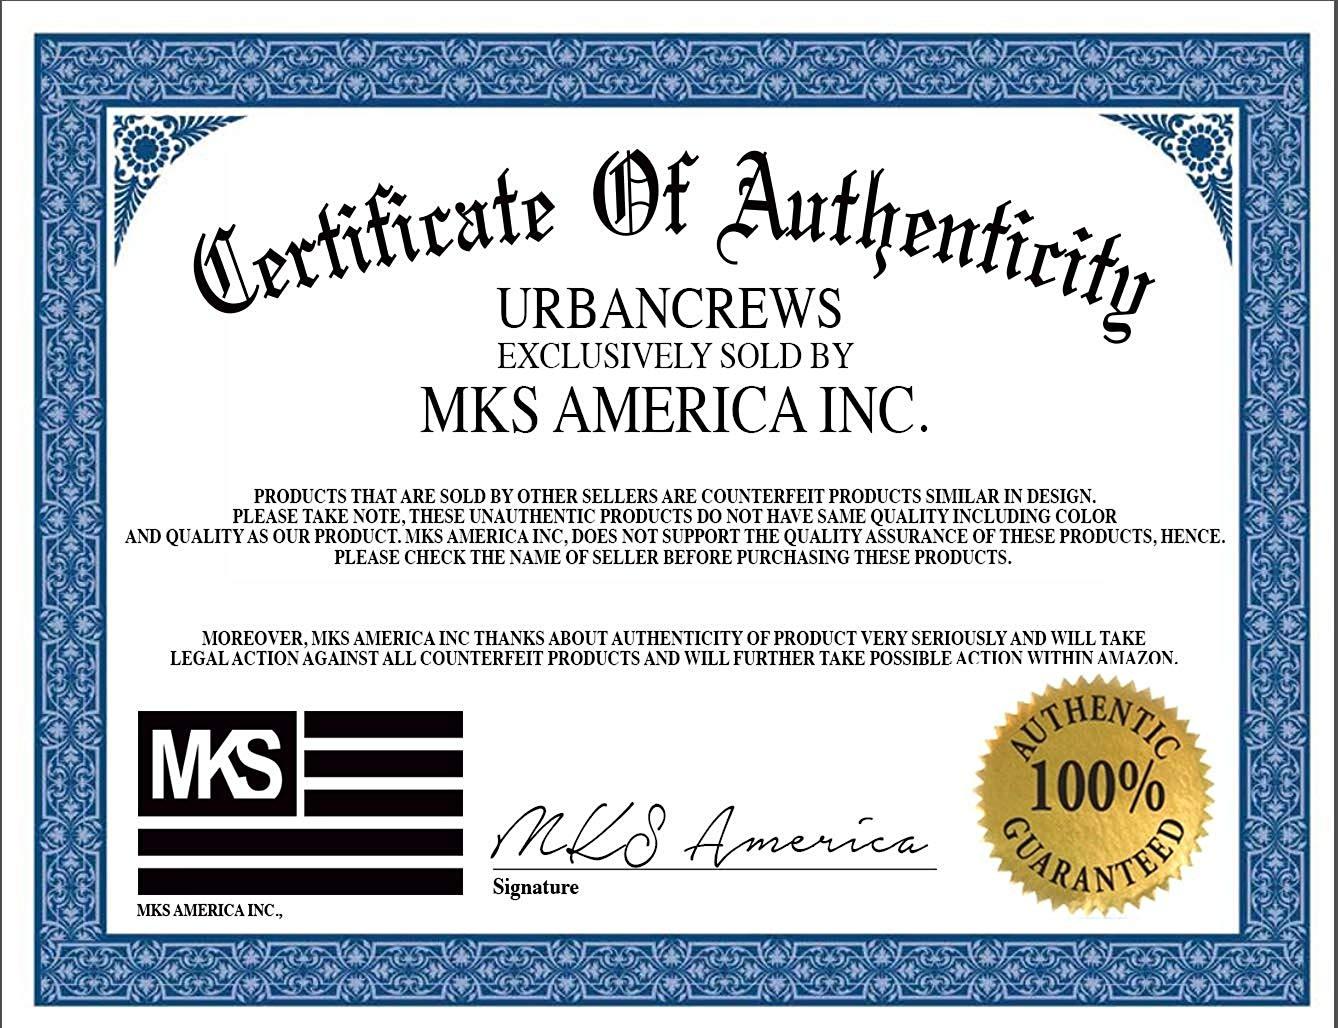 Certificate Of Authenticity
URBANCREWS
EXCLUSIVELY SOLD BY
MKS AMERICA INC.
PRODUCTS THAT ARE SOLD BY OTHER SELLERS ARE COUNTERFEIT PRODUCTS SIMILAR IN DESIGN.
PLEASE TAKE NOTE, THESE UNAUTHENTIC PRODUCTS DO NOT HAVE SAME QUALITY INCLUDING COLOR
AND QUALITY AS OUR PRODUCT. MKS AMERICA INC, DOES NOT SUPPORT THE QUALITY ASSURANCE OF THESE PRODUCTS, HENCE.
PLEASE CHECK THE NAME OF SELLER BEFORE PURCHASING THESE PRODUCTS.
MOREOVER, MKS AMERICA INC THANKS ABOUT AUTHENTICITY OF PRODUCT VERY SERIOUSLY AND WILL TAKE
LEGAL ACTION AGAINST ALL COUNTERFEIT PRODUCTS AND WILL FURTHER TAKE POSSIBLE ACTION WITHIN AMAZON.
MKS
MKS AMERICA INC.,
MKS America
Signature
AUTHENTIC
100%
GUARANTEED